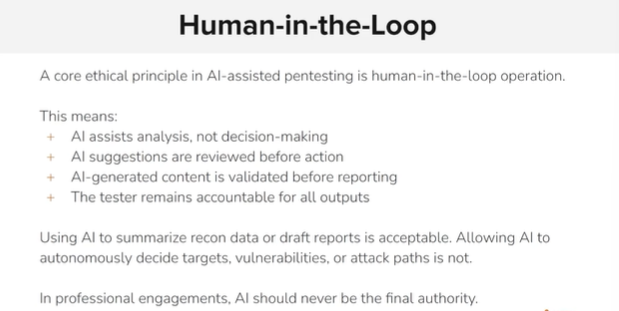 Human-in-the-Loop
A core ethical principle in AI-assisted pentesting is human-in-the-loop operation.
This means:
+ AI assists analysis, not decision-making
+ AI suggestions are reviewed before action
+ AI-generated content is validated before reporting
+ The tester remains accountable for all outputs
Using AI to summarize recon data or draft reports is acceptable. Allowing AI to
autonomously decide targets, vulnerabilities, or attack paths is not.
In professional engagements, AI should never be the final authority.